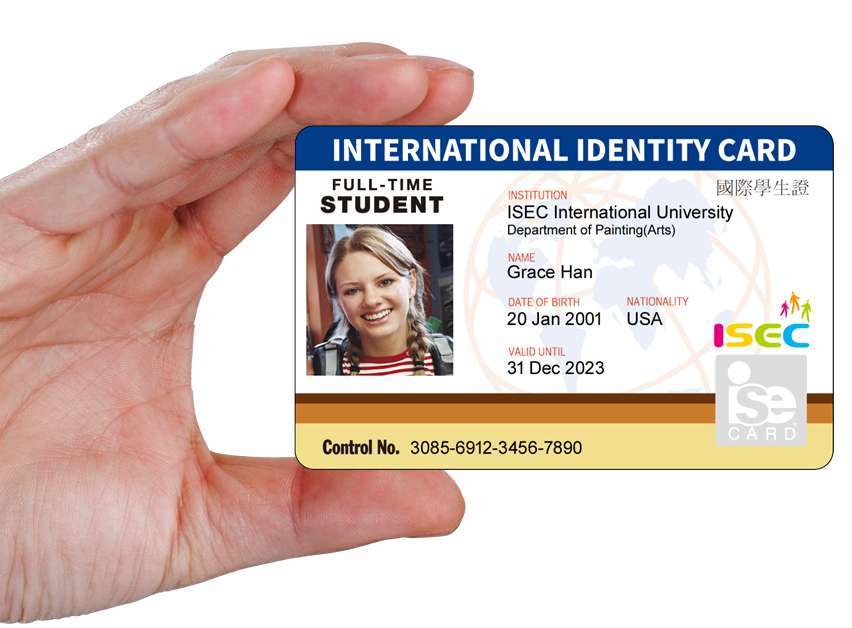 INTERNATIONAL IDENTITY CARD
FULL-TIME
STUDENT
國際學生證
INSTITUTION
ISEC International University
Department of Painting(Arts)
NAME
Grace Han
DATE OF BIRTH NATIONALITY
20 Jan 2001 USA
VALID UNTIL
31 Dec 2023
ISEC
ise
CARD
Control No. 3085-6912-3456-7890